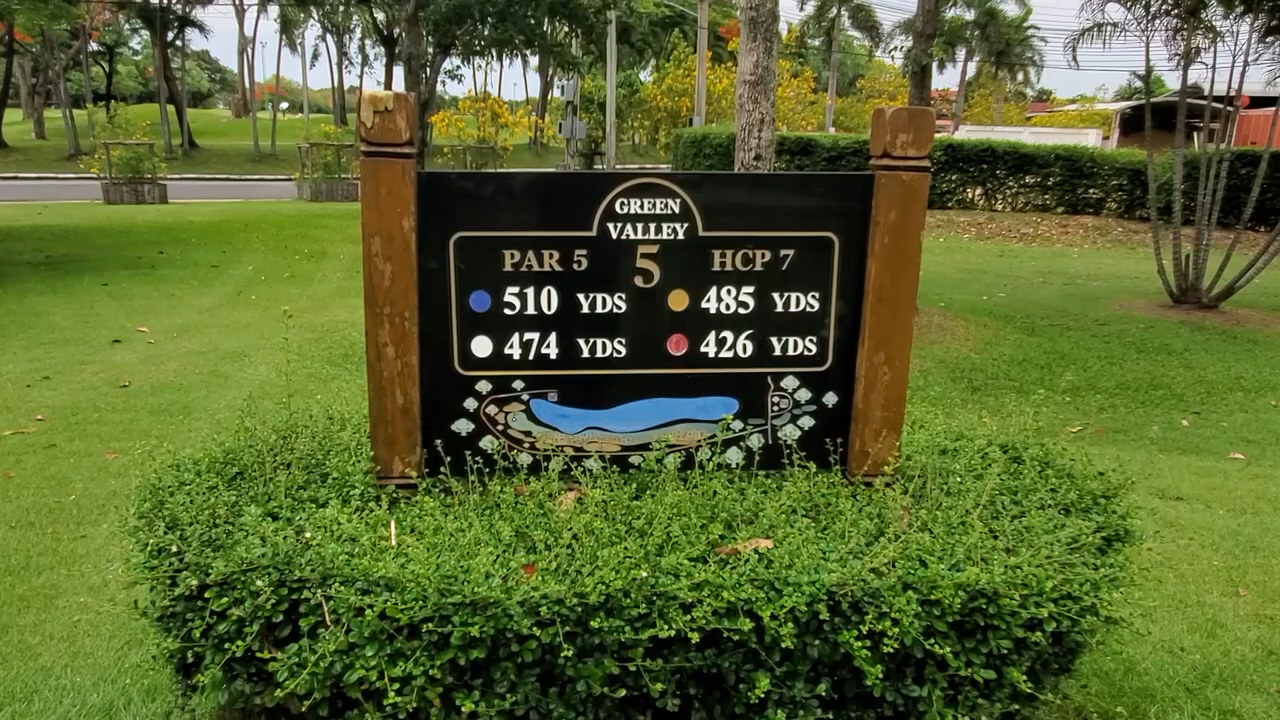 GREEN
VALLEY
PAR 5 5 HCP 7
510 YDS 485 YDS
474 YDS 426 YDS